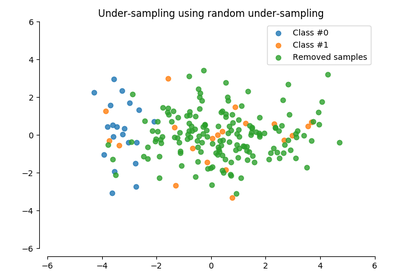 Under-sampling using random under-sampling
Class #0
Class #1
Removed samples
6
4
2
0
−2
−4
−6
−6 −4 −2 0 2 4 6